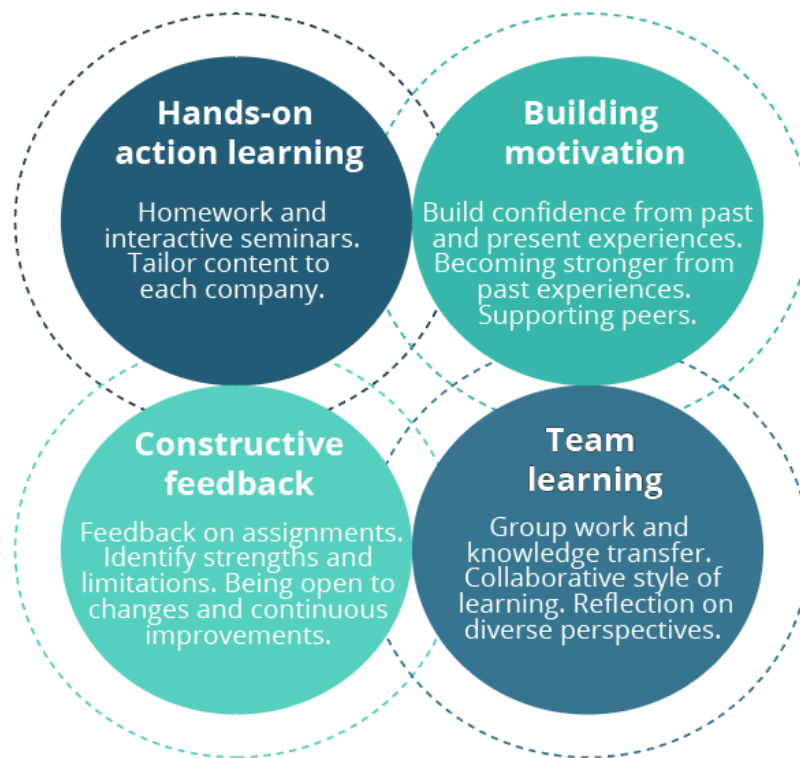 Hands-on
action learning
Homework and
interactive seminars.
Tailor content to
each company.
Building
motivation
Build confidence from past
and present experiences.
Becoming stronger from
past experiences.
Supporting peers.
Constructive
feedback
Feedback on assignments.
Identify strengths and
limitations. Being open to
changes and continuous
improvements.
Team
learning
Group work and
knowledge transfer.
Collaborative style of
learning. Reflection on
diverse perspectives.